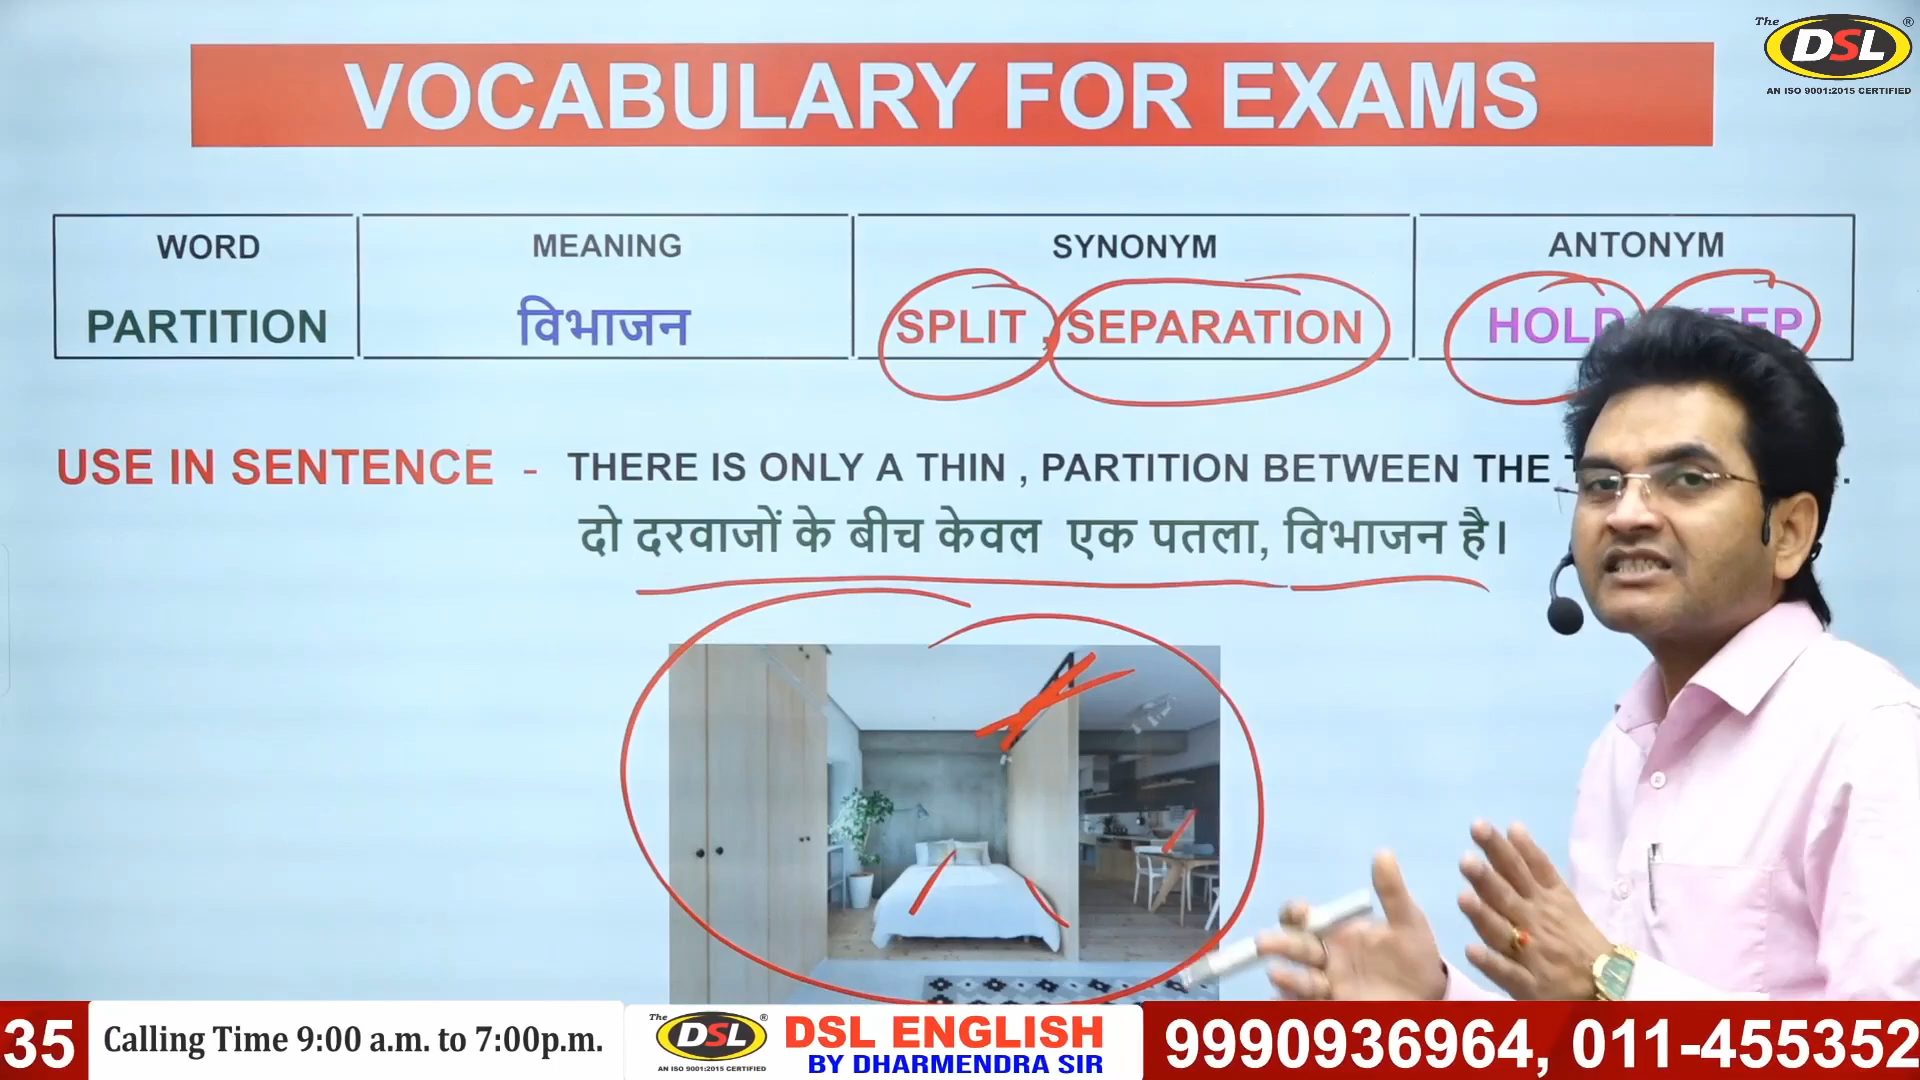 The DSL ®
AN ISO 9001:2015 CERTIFIED
VOCABULARY FOR EXAMS
WORD MEANING SYNONYM ANTONYM
PARTITION विभाजन SPLIT , SEPARATION HOLD
USE IN SENTENCE - THERE IS ONLY A THIN , PARTITION BETWEEN THE .
दो दरवाजों के बीच केवल एक पतला, विभाजन है।
35 Calling Time 9:00 a.m. to 7:00p.m.
The DSL ®
AN ISO 9001:2015 CERTIFIED
DSL ENGLISH
BY DHARMENDRA SIR
9990936964, 011-455352